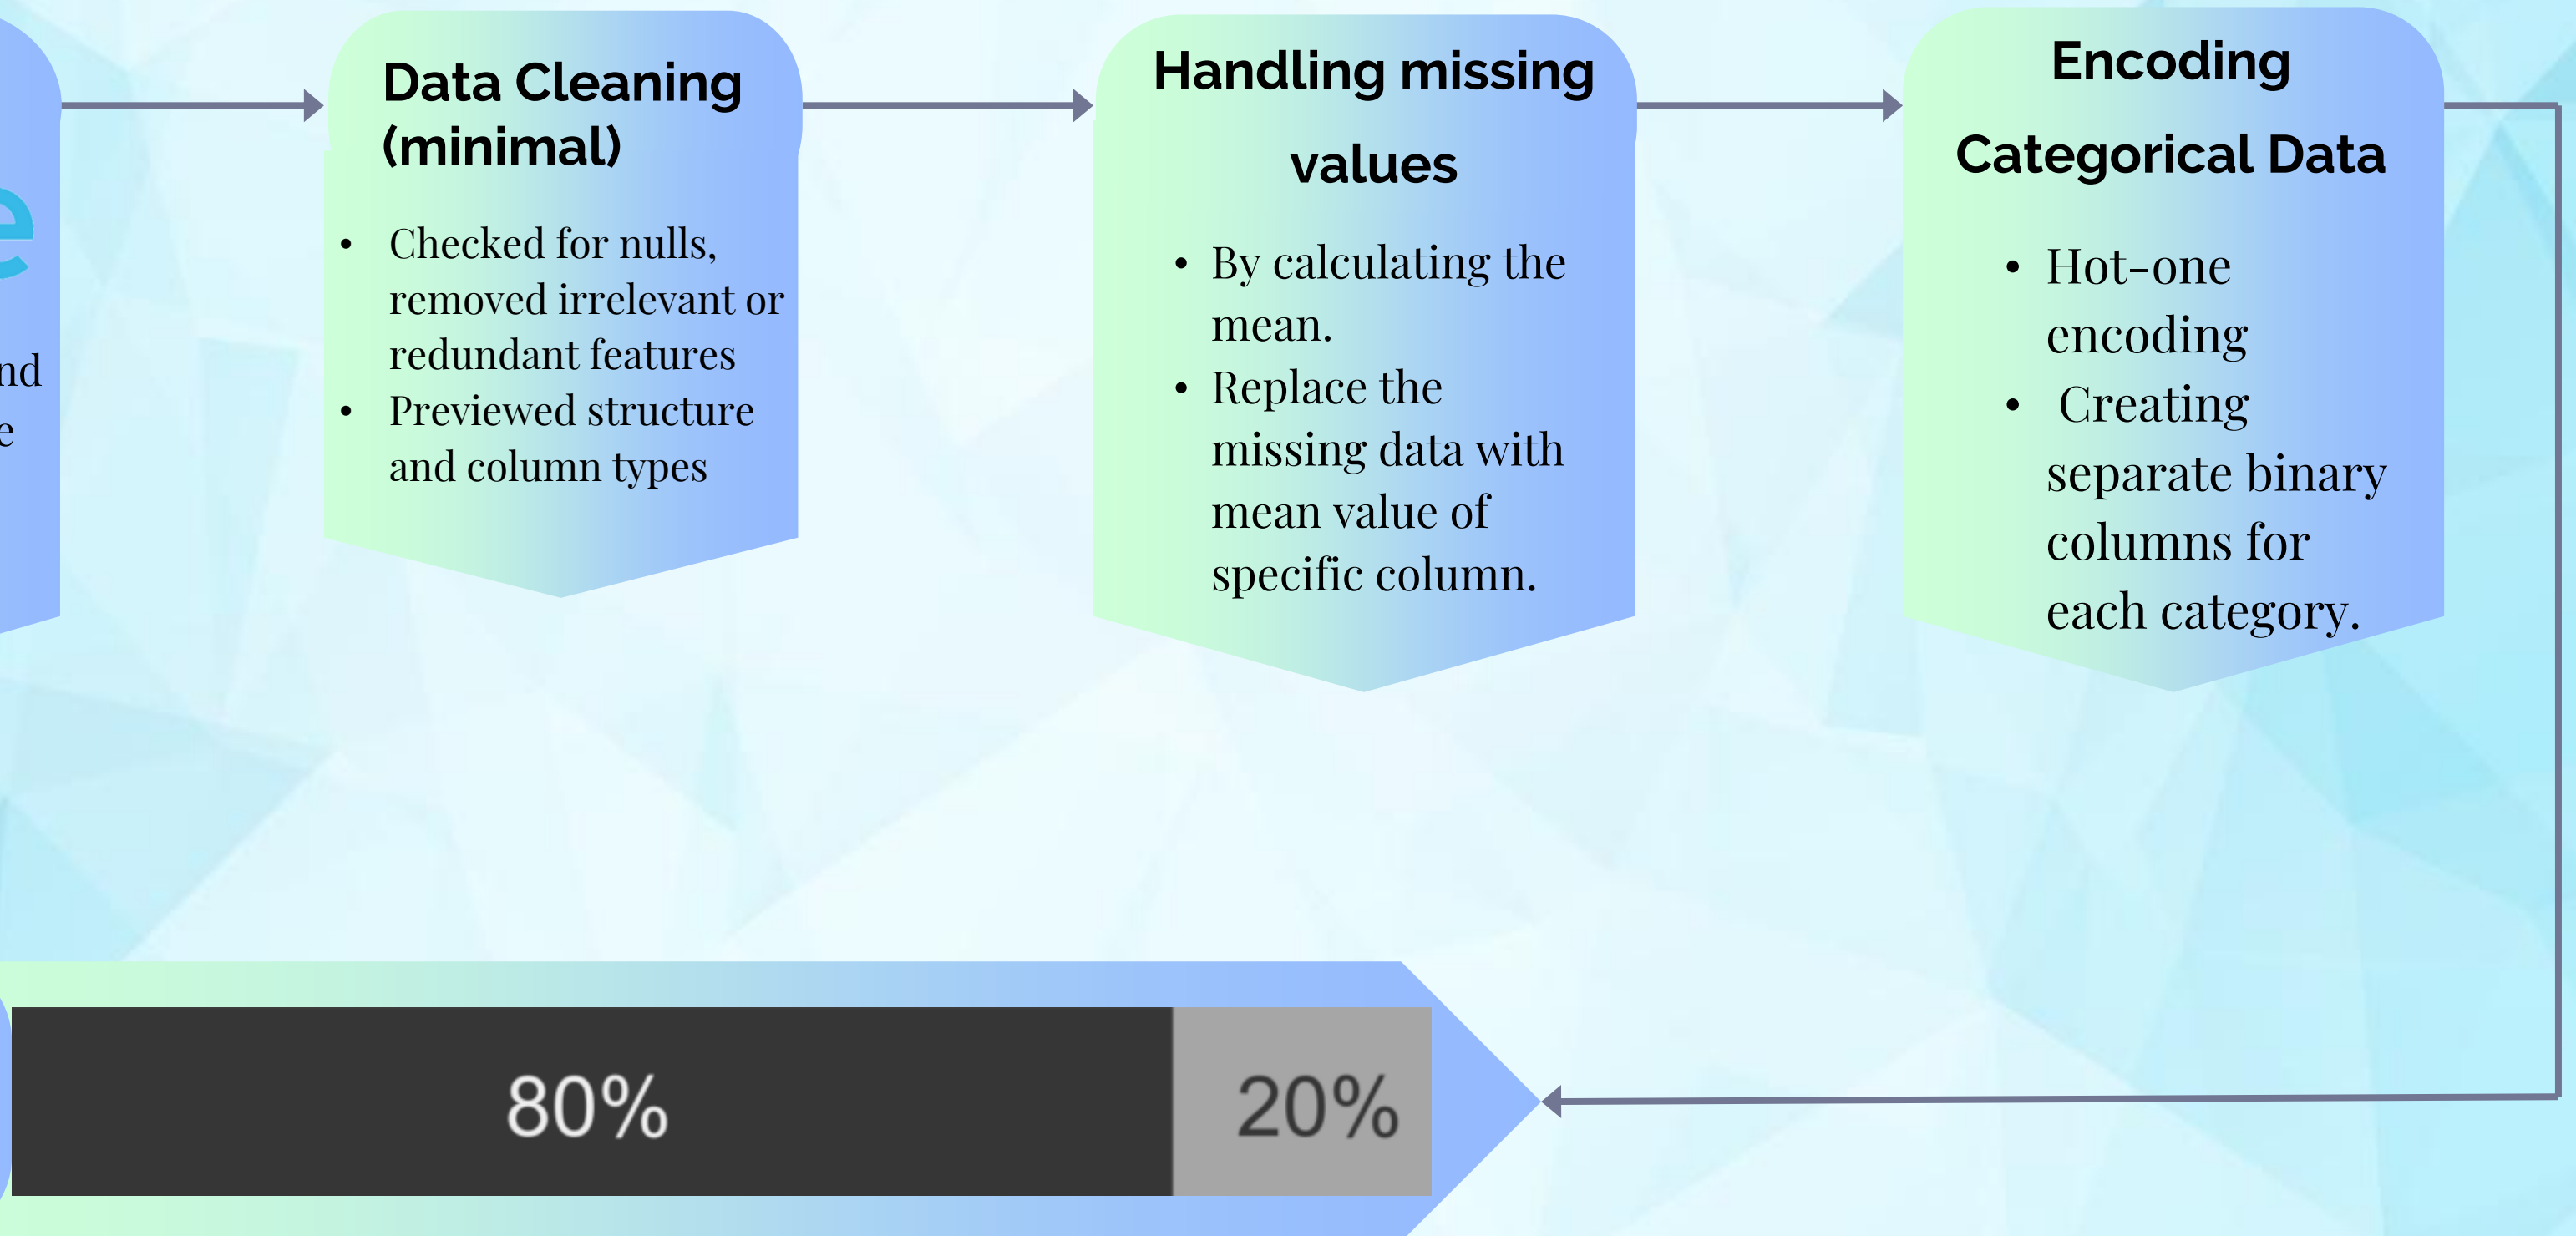 e
nd
e
Data Cleaning
(minimal)
• Checked for nulls,
removed irrelevant or
redundant features
• Previewed structure
and column types
Handling missing
values
• By calculating the
mean.
• Replace the
missing data with
mean value of
specific column.
Encoding
Categorical Data
• Hot-one
encoding
• Creating
separate binary
columns for
each category.
80%
20%